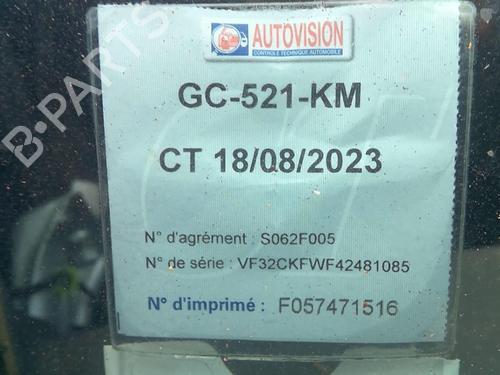 AUTOVISION
CONTROLE TECHNIQUE AUTOMOBILE
GC-521-KM
CT 18/08/2023
N° d'agrément : S062F005
N° de série : VF32CKFWF42481085
N° d'imprimé : F057471516
B-PARTS